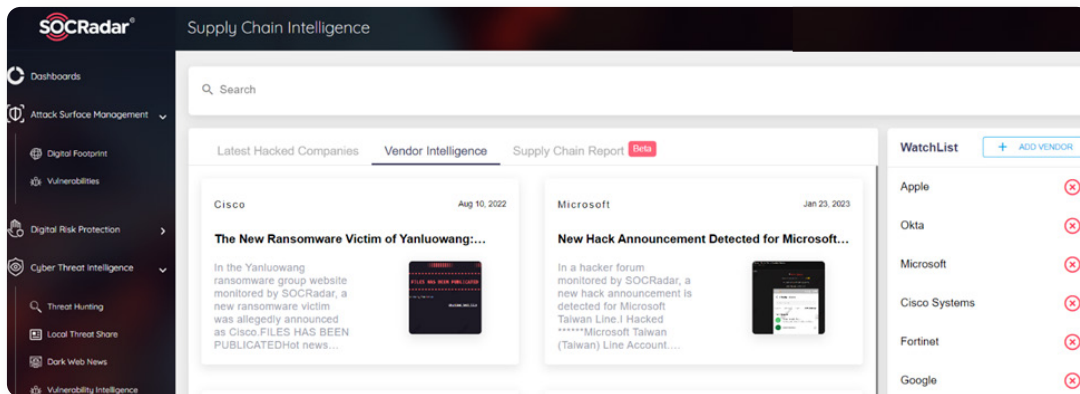 SOCRadar®
Supply Chain Intelligence
Dashboards
Attack Surface Management
Digital Footprint
Vulnerabilities
Digital Risk Protection
Cyber Threat Intelligence
Threat Hunting
Local Threat Share
Dark Web News
Vulnerability Intelligence
Search
Latest Hacked Companies
Vendor Intelligence
Supply Chain Report Beta
Cisco
Aug 10, 2022
The New Ransomware Victim of Yanluowang:...
In the Yanluowang
ransomware group website
monitored by SOCRadar, a
new ransomware victim
was allegedly announced
as Cisco.FILES HAS BEEN
PUBLICATEDHot news...
FILES HAS BEEN PUBLICATED
Microsoft
Jan 23, 2023
New Hack Announcement Detected for Microsoft...
In a hacker forum
monitored by SOCRadar, a
new hack announcement is
detected for Microsoft
Taiwan Line.I Hacked
******Microsoft Taiwan
(Taiwan) Line Account....
WatchList
+ ADD VENDOR
Apple
Okta
Microsoft
Cisco Systems
Fortinet
Google